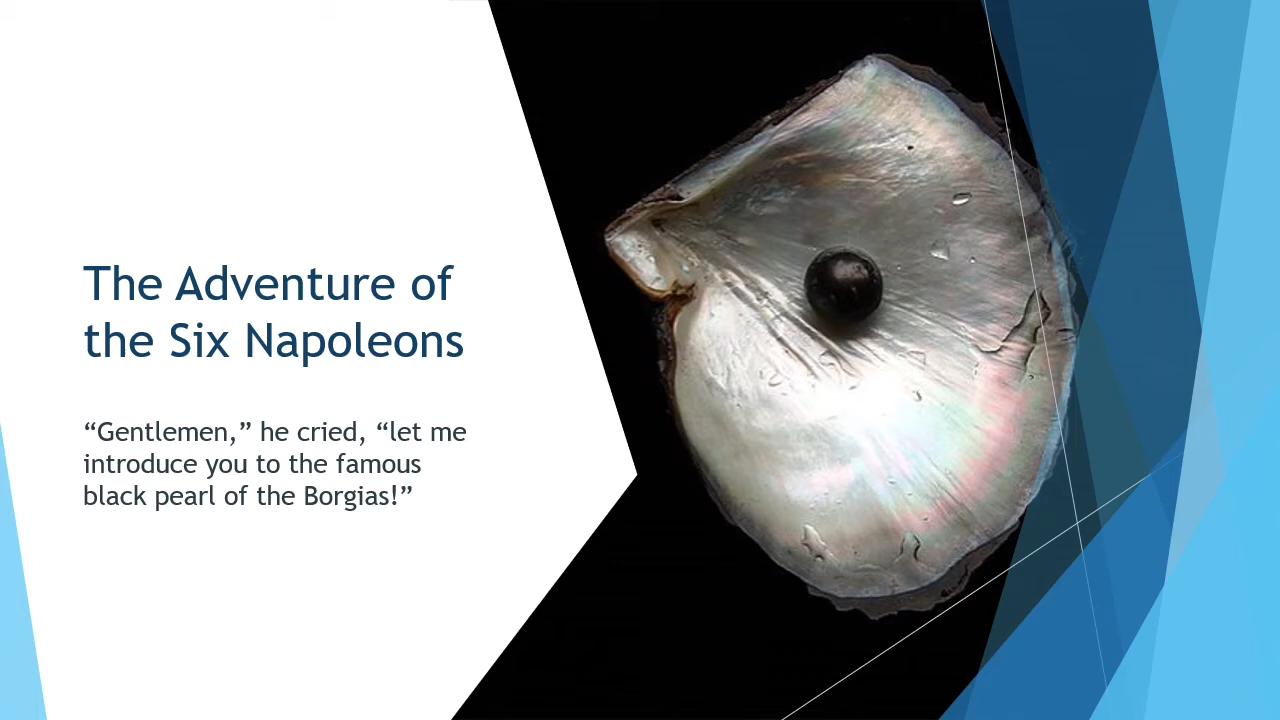 The Adventure of
the Six Napoleons
“Gentlemen,” he cried, “let me
introduce you to the famous
black pearl of the Borgias!”